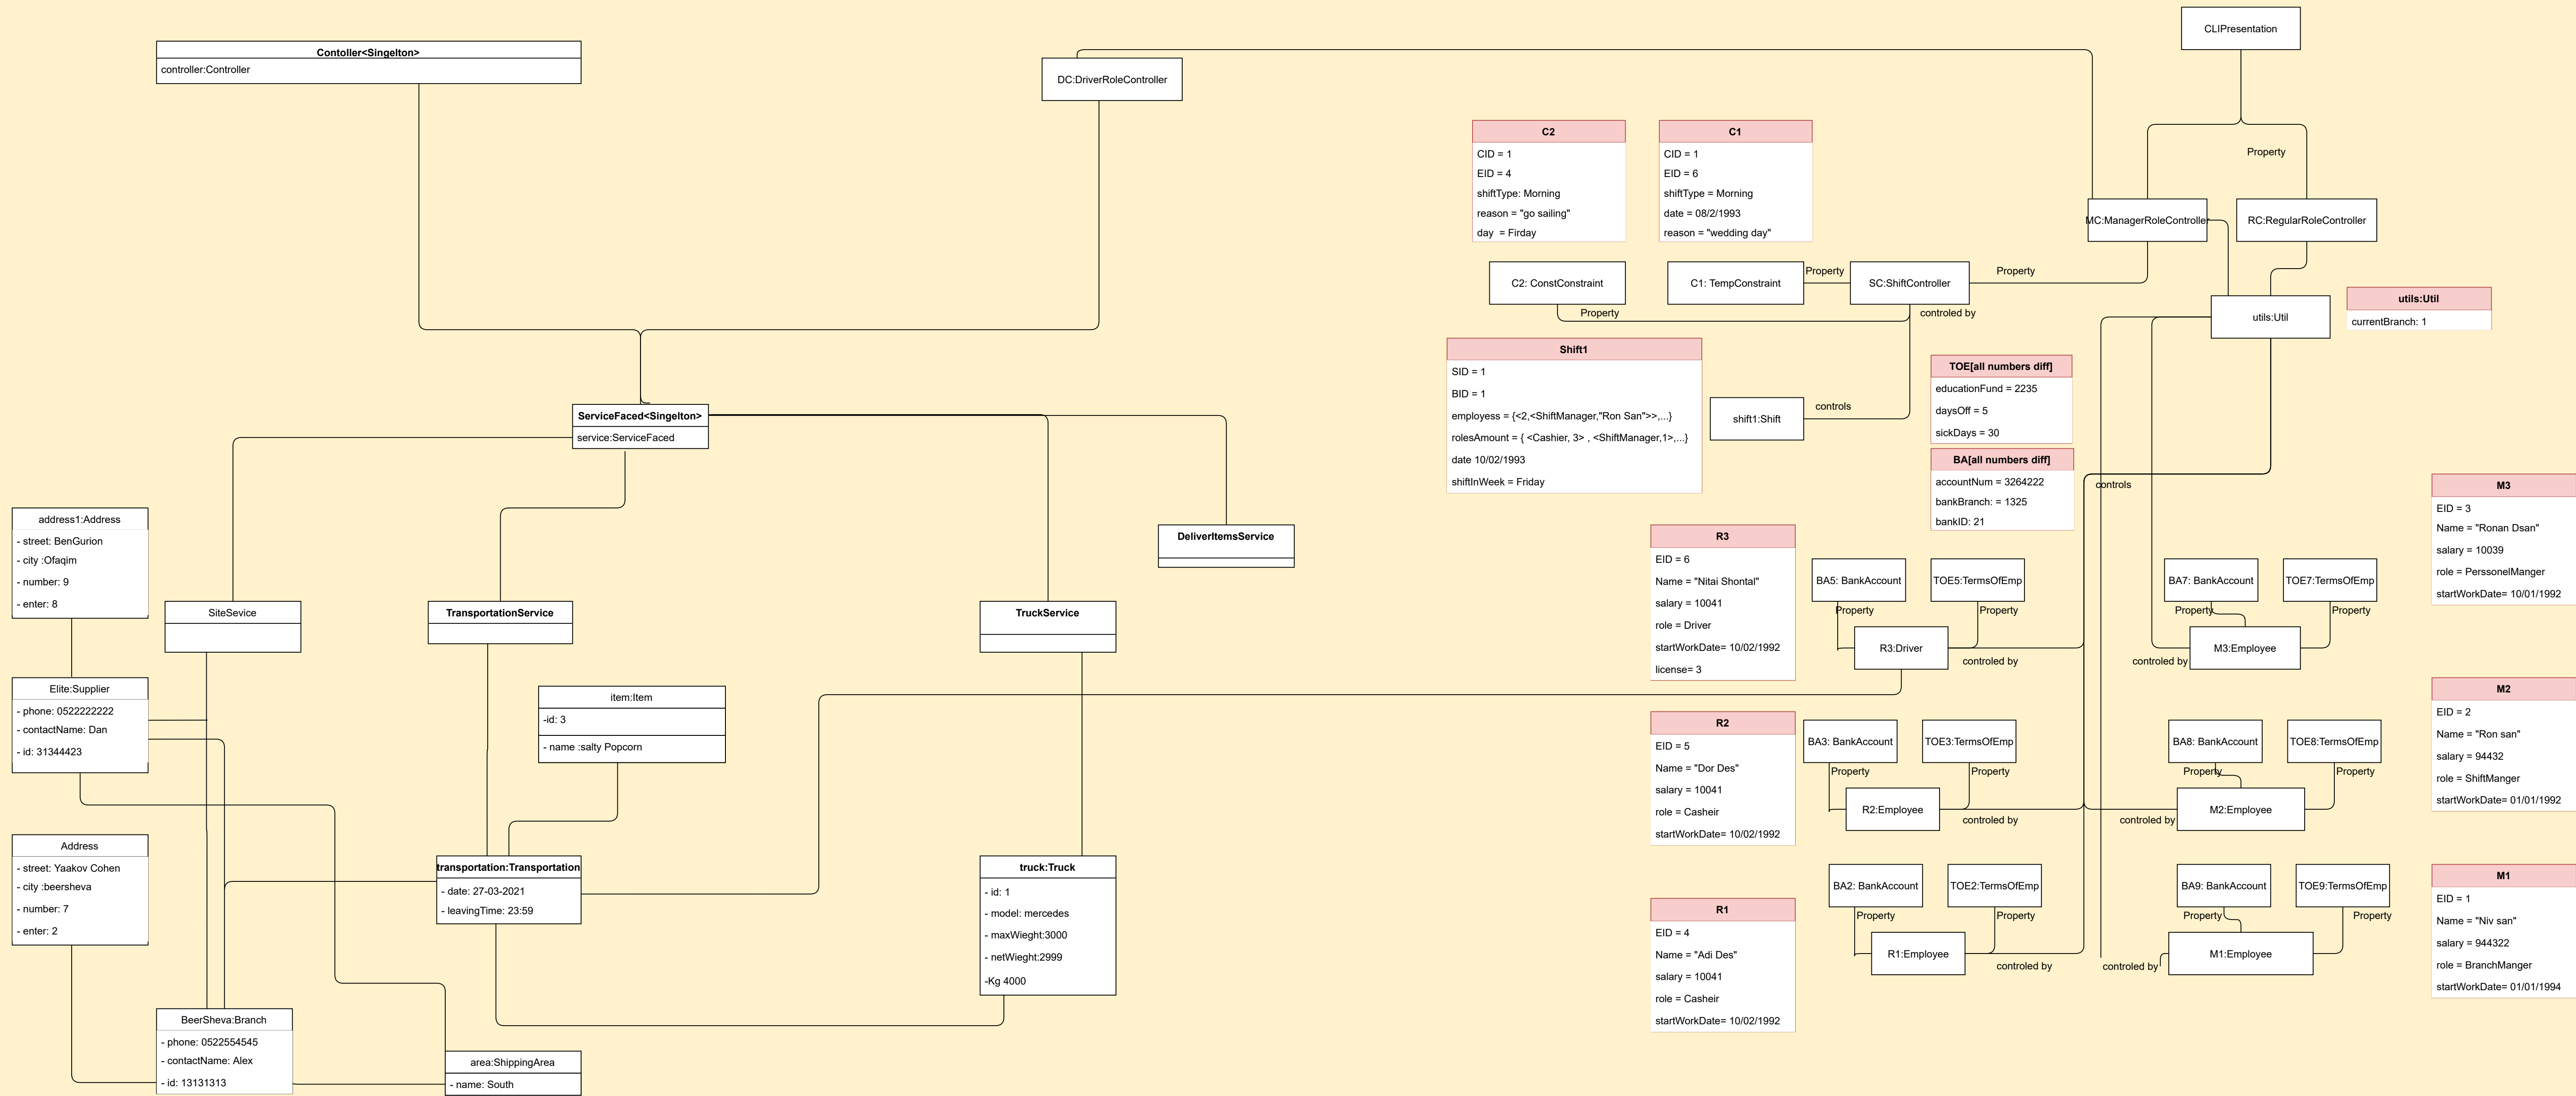 CLIPresentation
Contoller<Singelton>
controller:Controller
DC:DriverRoleController
C2
CID = 1
EID = 4
shiftType: Morning
reason = "go sailing"
day  = Firday
C1
CID = 1
EID = 6
shiftType = Morning
date = 08/2/1993
reason = "wedding day"
Property
MC:ManagerRoleController
RC:RegularRoleController
C2: ConstConstraint
C1: TempConstraint
Property
SC:ShiftController
Property
Property
controled by
utils:Util
utils:Util
currentBranch: 1
Shift1
SID = 1
BID = 1
employess = {<2,<ShiftManager,"Ron San">>,...}
rolesAmount = { <Cashier, 3> , <ShiftManager,1>,...}
date 10/02/1993
shiftInWeek = Friday
shift1:Shift
controls
TOE[all numbers diff]
educationFund = 2235
daysOff = 5
sickDays = 30
BA[all numbers diff]
accountNum = 3264222
bankBranch: = 1325
bankID: 21
controls
ServiceFaced<Singelton>
service:ServiceFaced
DeliverItemsService
address1:Address
- street: BenGurion
- city :Ofaqim
- number: 9
- enter: 8
SiteSevice
TransportationService
TruckService
R3
EID = 6
Name = "Nitai Shontal"
salary = 10041
role = Driver
startWorkDate= 10/02/1992
license= 3
BA5: BankAccount
TOE5:TermsOfEmp
Property
Property
R3:Driver
controled by
BA7: BankAccount
TOE7:TermsOfEmp
Property
Property
M3:Employee
controled by
M3
EID = 3
Name = "Ronan Dsan"
salary = 10039
role = PerssonelManger
startWorkDate= 10/01/1992
Elite:Supplier
- phone: 0522222222
- contactName: Dan
- id: 31344423
item:Item
-id: 3
- name :salty Popcorn
R2
EID = 5
Name = "Dor Des"
salary = 10041
role = Casheir
startWorkDate= 10/02/1992
BA3: BankAccount
TOE3:TermsOfEmp
Property
Property
R2:Employee
controled by
BA8: BankAccount
TOE8:TermsOfEmp
Property
Property
M2:Employee
controled by
M2
EID = 2
Name = "Ron san"
salary = 94432
role = ShiftManger
startWorkDate= 01/01/1992
Address
- street: Yaakov Cohen
- city :beersheva
- number: 7
- enter: 2
transportation:Transportation
- date: 27-03-2021
- leavingTime: 23:59
truck:Truck
- id: 1
- model: mercedes
- maxWieght:3000
- netWieght:2999
-Kg 4000
R1
EID = 4
Name = "Adi Des"
salary = 10041
role = Casheir
startWorkDate= 10/02/1992
BA2: BankAccount
TOE2:TermsOfEmp
Property
Property
R1:Employee
controled by
BA9: BankAccount
TOE9:TermsOfEmp
Property
Property
M1:Employee
controled by
M1
EID = 1
Name = "Niv san"
salary = 944322
role = BranchManger
startWorkDate= 01/01/1994
BeerSheva:Branch
- phone: 0522554545
- contactName: Alex
- id: 13131313
area:ShippingArea
- name: South